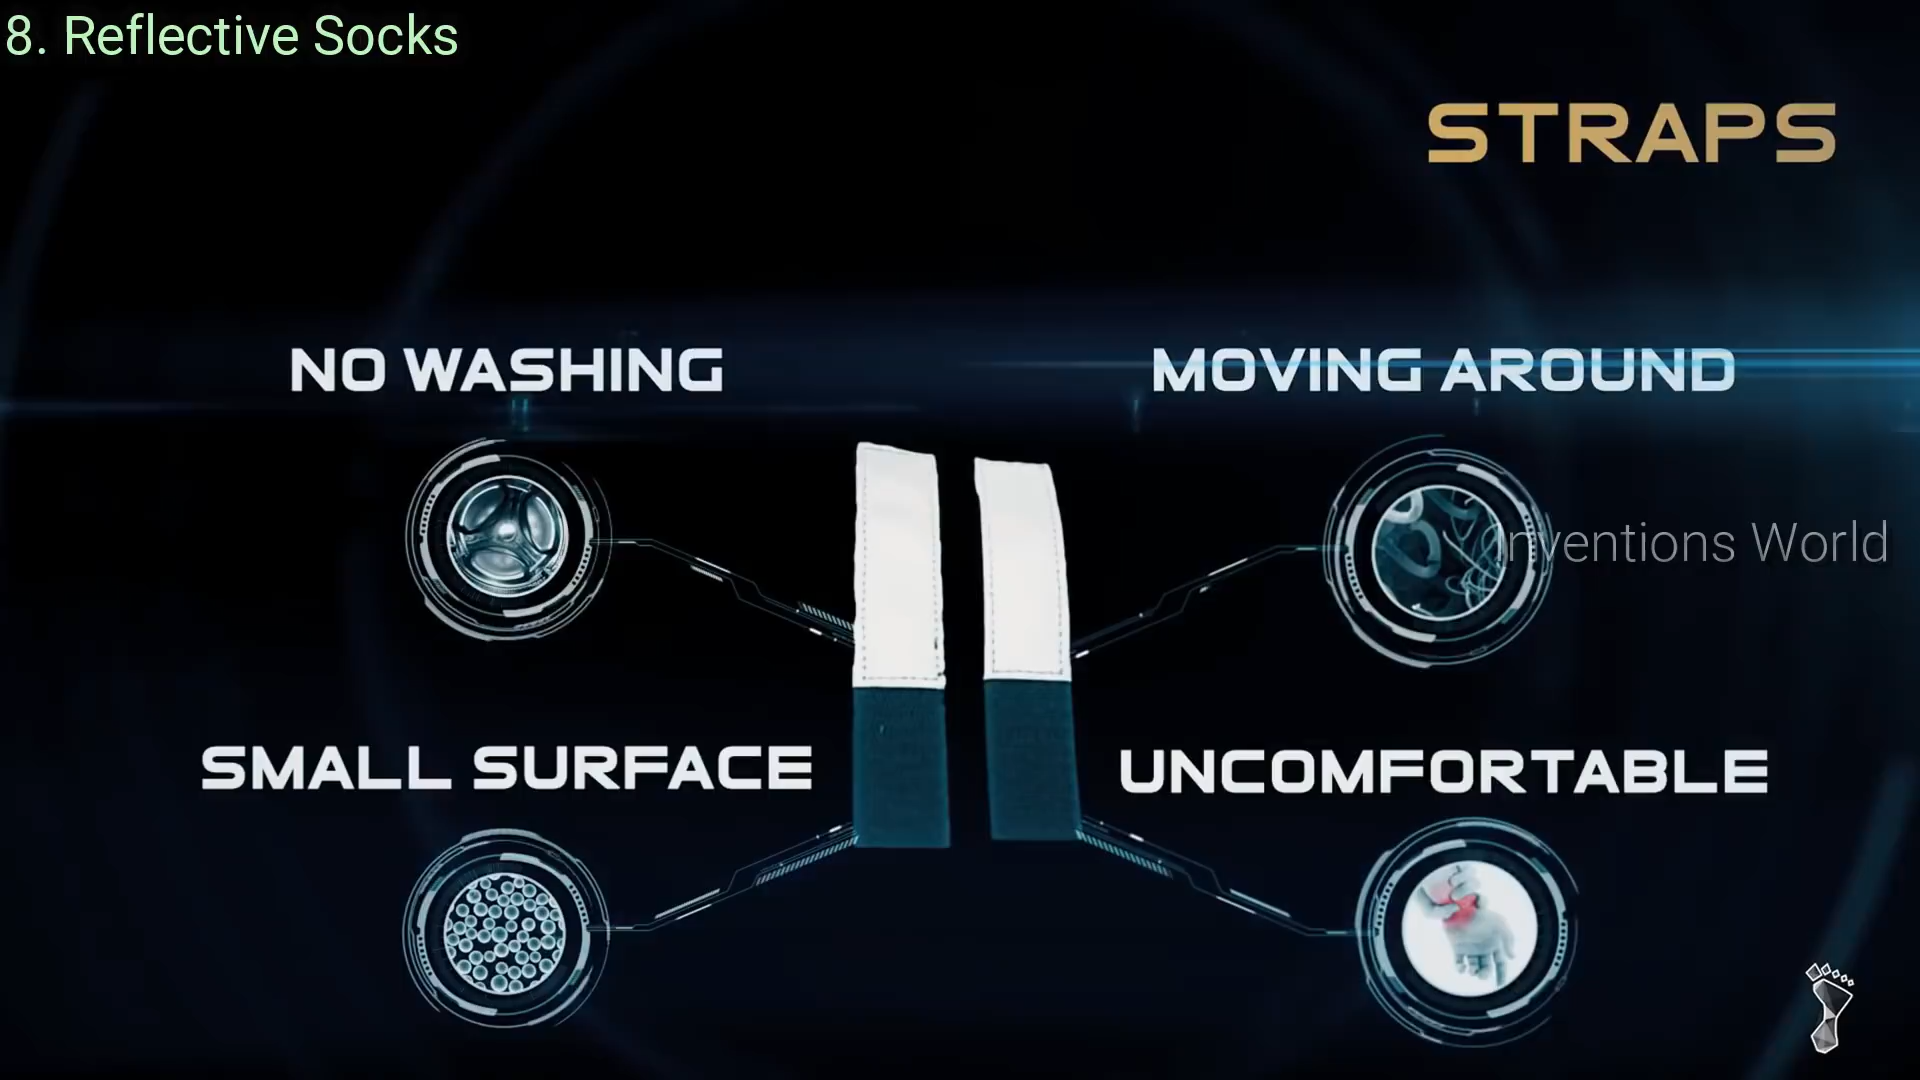 8. Reflective Socks
STRAPS
NO WASHING
MOVING AROUND
Inventions World
SMALL SURFACE
UNCOMFORTABLE